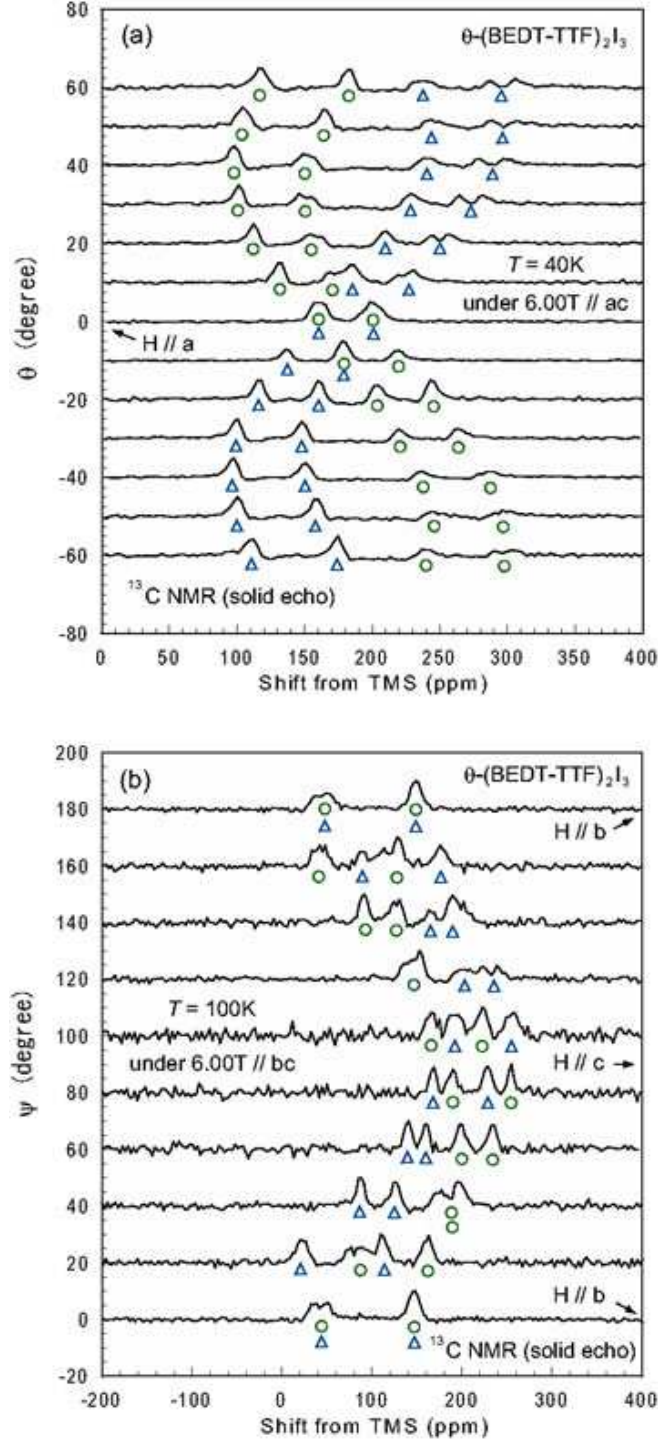 (a)
θ-(BEDT-TTF)₂I₃
80
60
40
20
0
-20
-40
-60
-80
θ (degree)
T = 40K
under 6.00T // ac
H // a
¹³C NMR (solid echo)
0 50 100 150 200 250 300 350 400
Shift from TMS (ppm)
(b)
θ-(BEDT-TTF)₂I₃
200
180
160
140
120
100
80
60
40
20
0
-20
ψ (degree)
H // b
T = 100K
under 6.00T // bc
H // c
H // b
¹³C NMR (solid echo)
-200 -100 0 100 200 300 400
Shift from TMS (ppm)